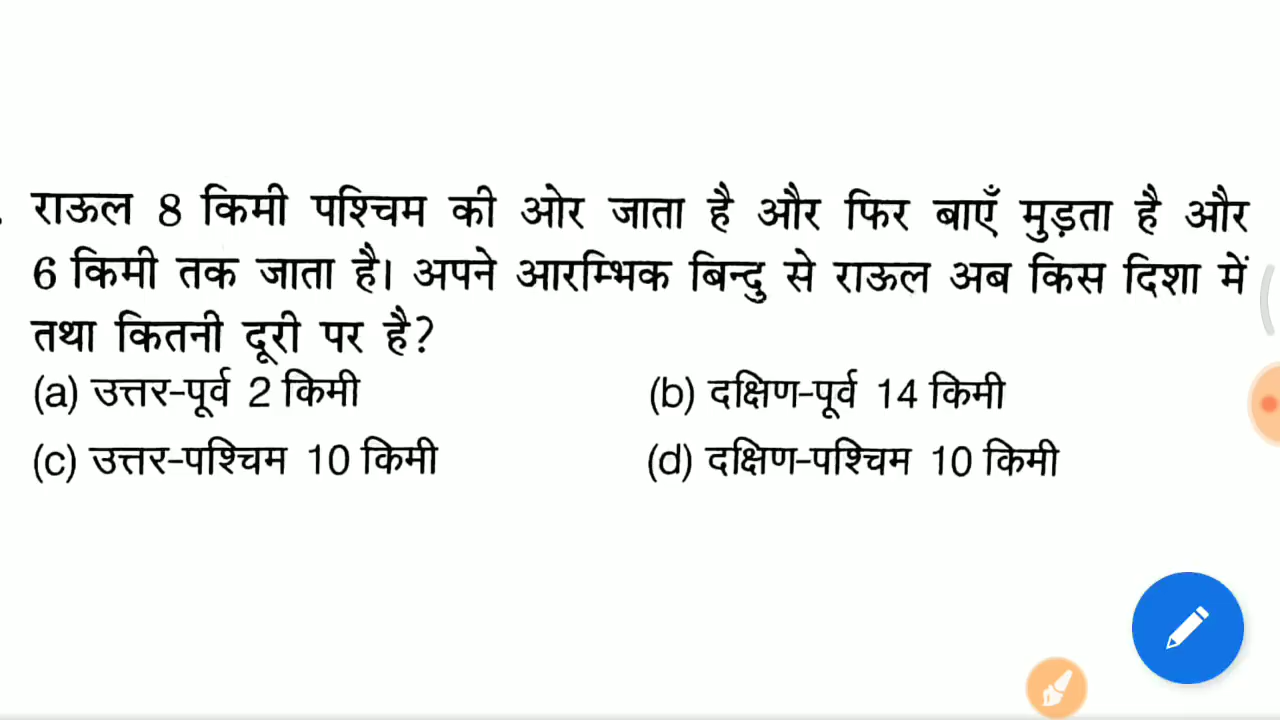 राऊल 8 किमी पश्चिम की ओर जाता है और फिर बाएँ मुड़ता है और
6 किमी तक जाता है। अपने आरम्भिक बिन्दु से राऊल अब किस दिशा में
तथा कितनी दूरी पर है?
(a) उत्तर-पूर्व 2 किमी (b) दक्षिण-पूर्व 14 किमी
(c) उत्तर-पश्चिम 10 किमी (d) दक्षिण-पश्चिम 10 किमी